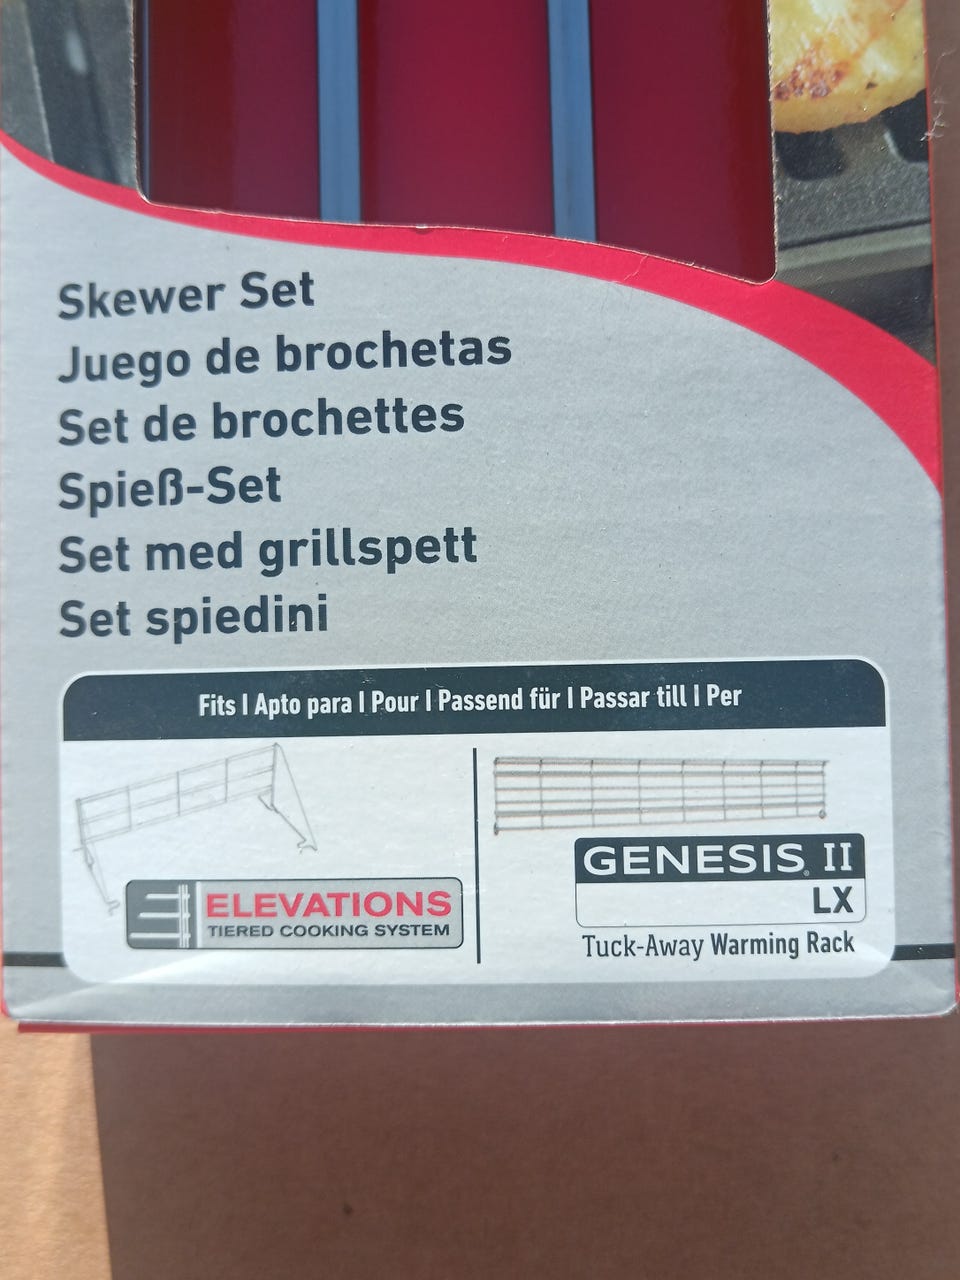 Skewer Set
Juego de brochetas
Set de brochettes
Spieß-Set
Set med grillspett
Set spiedini
Fits | Apto para | Pour | Passend für | Passar till | Per
ELEVATIONS
TIERED COOKING SYSTEM
GENESIS® II
LX
Tuck-Away Warming Rack